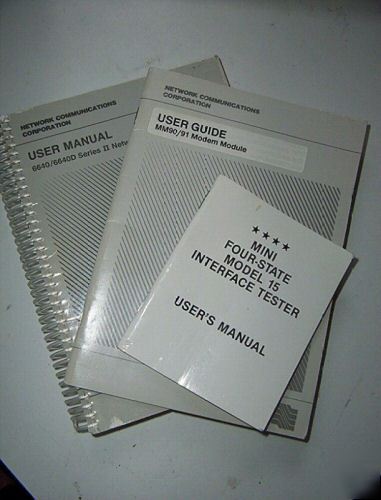 NETWORK COMMUNICATIONS
CORPORATION
USER MANUAL
6640/6640D Series II Netw
NETWORK COMMUNICATIONS
CORPORATION
USER GUIDE
MM90/91 Modem Module
★★★★
MINI
FOUR-STATE
MODEL 15
INTERFACE TESTER
USER'S MANUAL